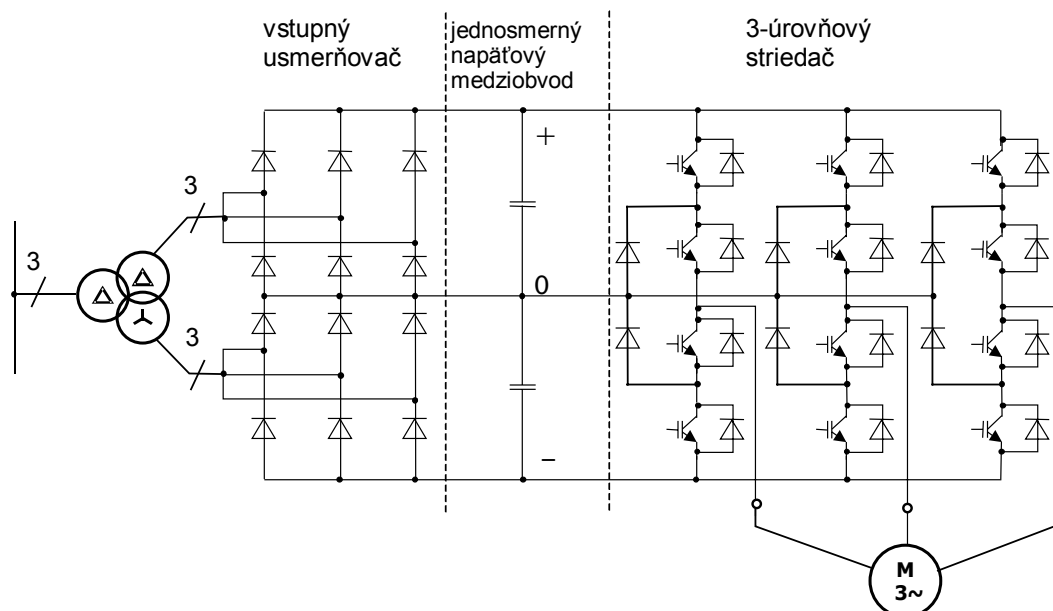 vstupný
usmerňovač
jednosmerný
napäťový
medziobvod
3-úrovňový
striedač
+
3
3
0
3
−
M
3~